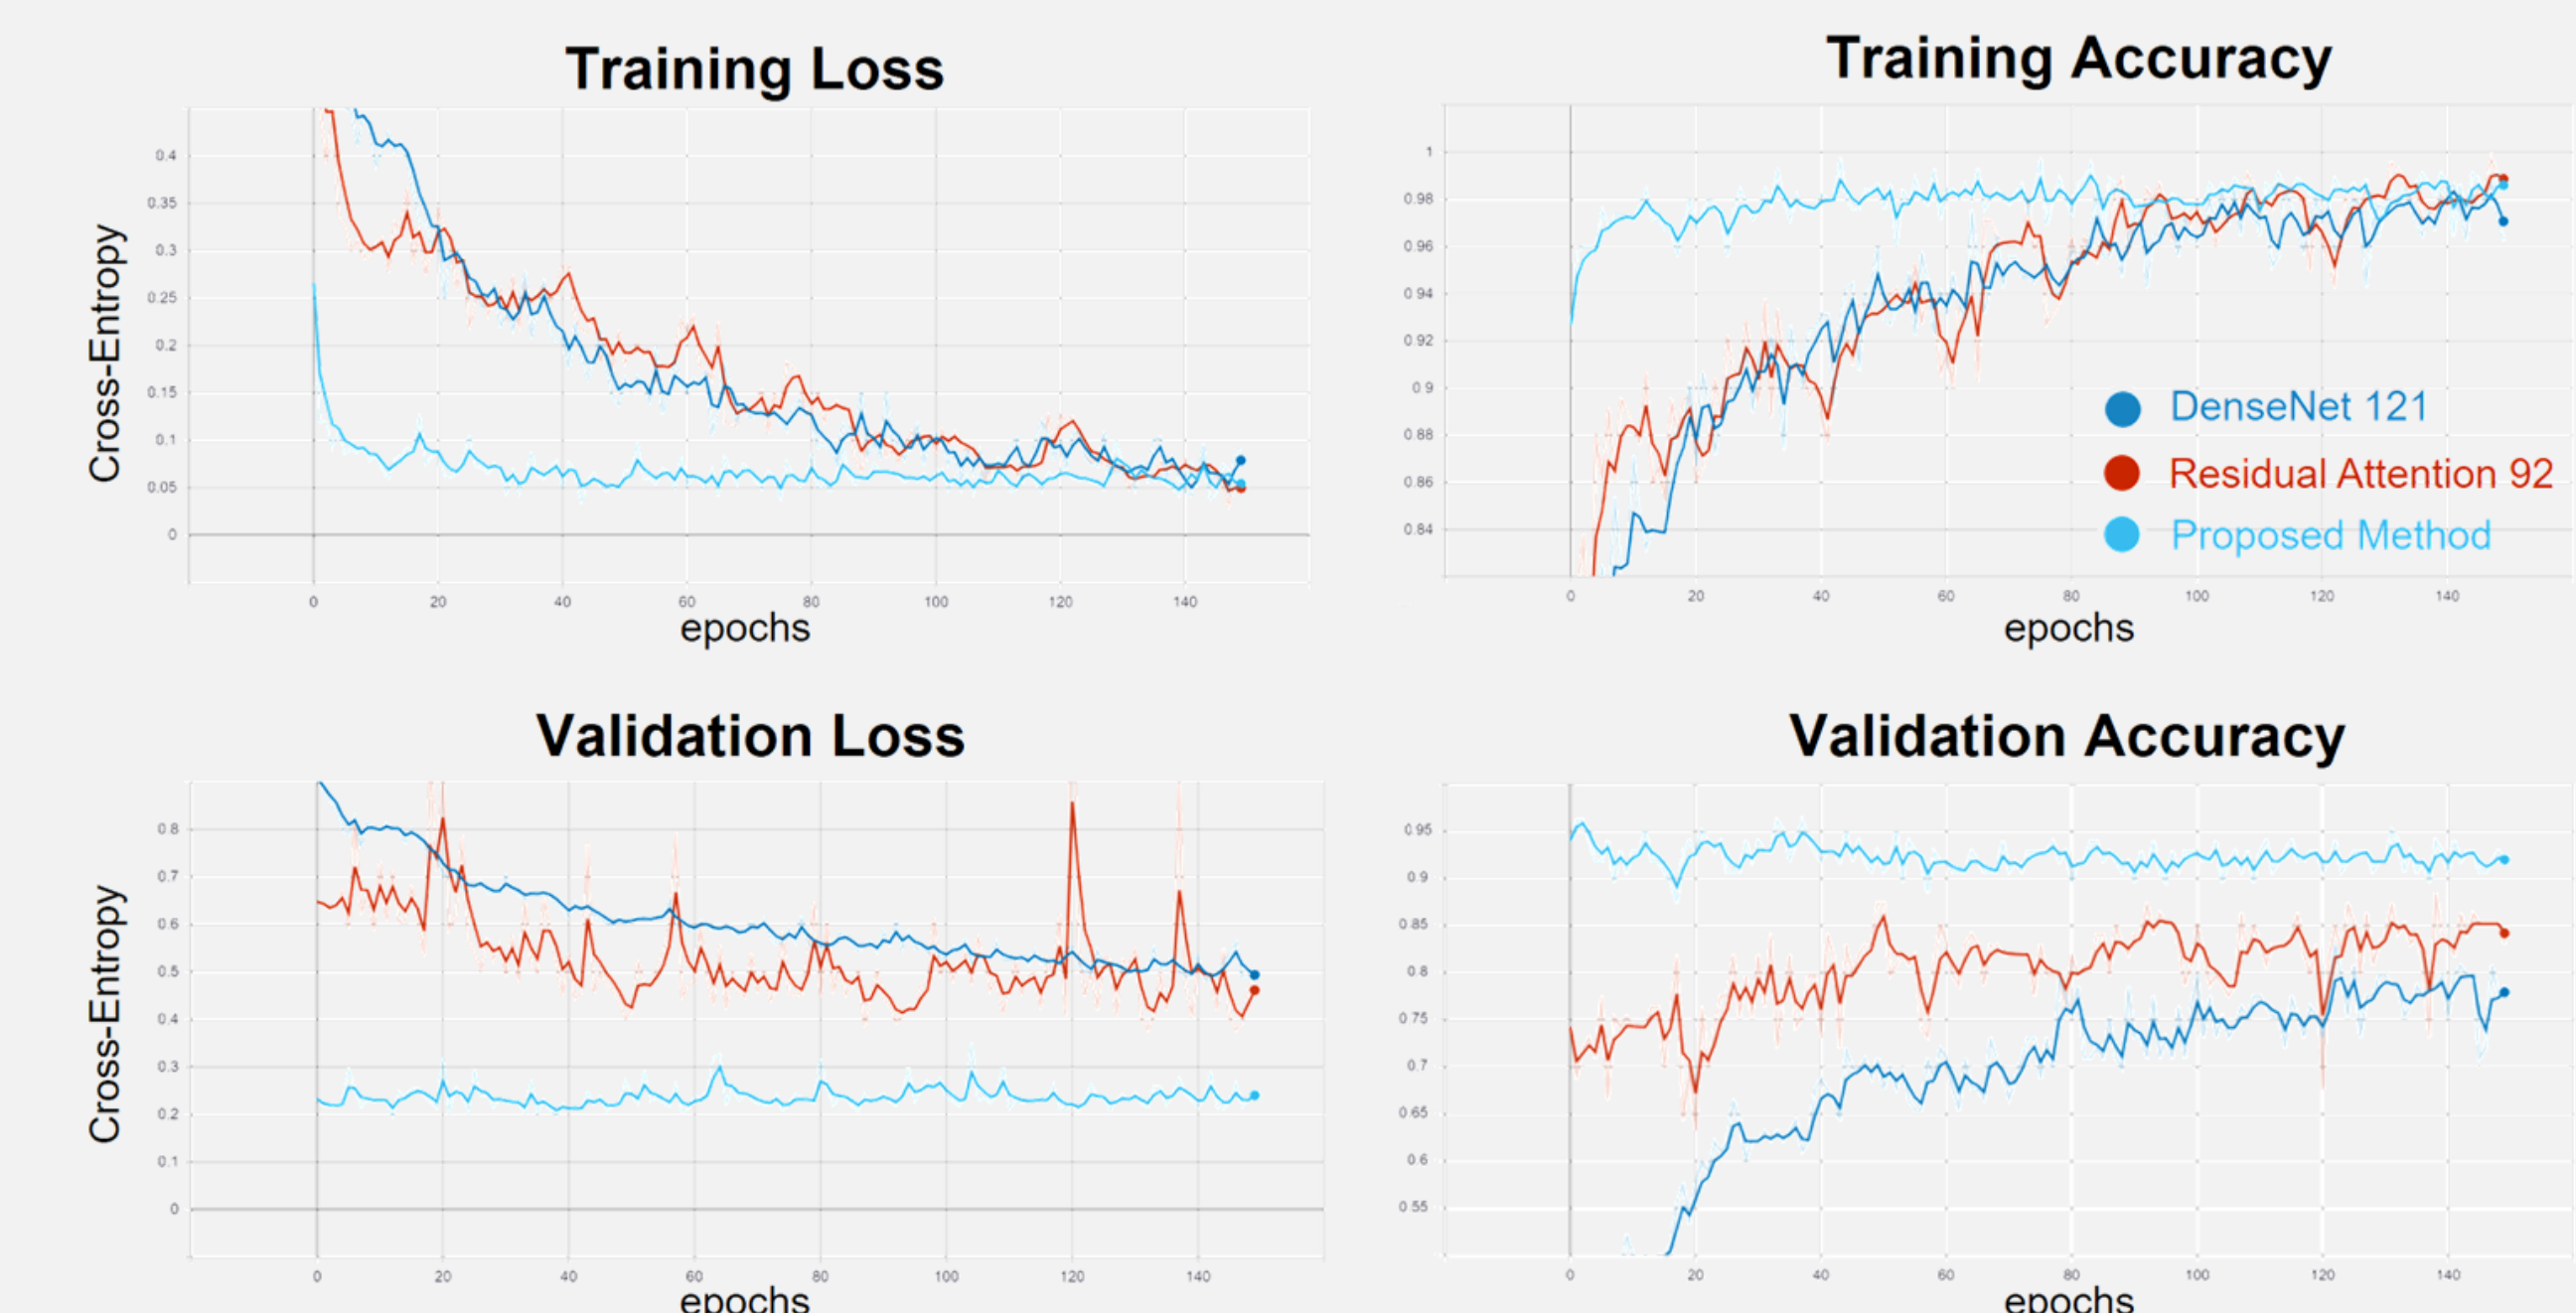 Training Loss
Cross-Entropy
0.4
0.35
0.3
0.25
0.2
0.15
0.1
0.05
0
0 20 40 60 80 100 120 140
epochs
Training Accuracy
1
0.98
0.96
0.94
0.92
0.9
0.88
0.86
0.84
DenseNet 121
Residual Attention 92
Proposed Method
0 20 40 60 80 100 120 140
epochs
Validation Loss
Cross-Entropy
0.8
0.7
0.6
0.5
0.4
0.3
0.2
0.1
0
0 20 40 60 80 100 120 140
epochs
Validation Accuracy
0.95
0.9
0.85
0.8
0.75
0.7
0.65
0.6
0.55
0 20 40 60 80 100 120 140
epochs